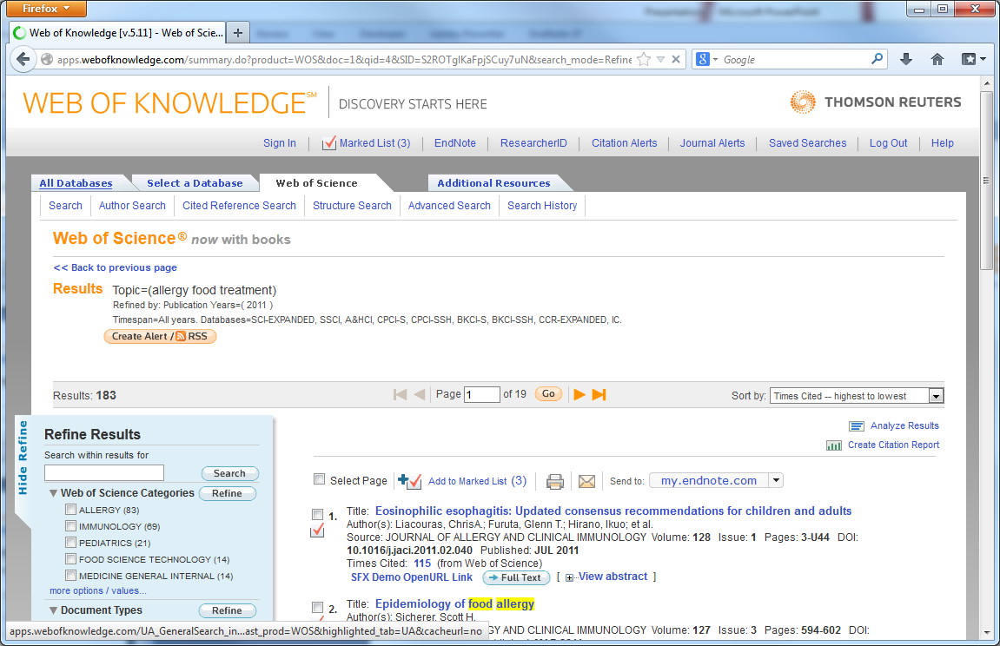 Firefox
Web of Knowledge [v.5.11] - Web of Scie...
apps.webofknowledge.com/summary.do?product=WOS&doc=1&qid=4&SID=S2ROTglKaFpjSCuy7uN&search_mode=Refine
Google
WEB OF KNOWLEDGE℠ DISCOVERY STARTS HERE
THOMSON REUTERS
Sign In Marked List (3) EndNote ResearcherID Citation Alerts Journal Alerts Saved Searches Log Out Help
All Databases Select a Database Web of Science Additional Resources
Search Author Search Cited Reference Search Structure Search Advanced Search Search History
Web of Science® now with books
<< Back to previous page
Results Topic=(allergy food treatment)
Refined by: Publication Years=( 2011 )
Timespan=All years. Databases=SCI-EXPANDED, SSCI, A&HCI, CPCI-S, CPCI-SSH, BKCI-S, BKCI-SSH, CCR-EXPANDED, IC.
Create Alert / RSS
Results: 183 Page 1 of 19 Go Sort by: Times Cited -- highest to lowest
Hide Refine
Refine Results
Search within results for
Search
Web of Science Categories Refine
ALLERGY (83)
IMMUNOLOGY (69)
PEDIATRICS (21)
FOOD SCIENCE TECHNOLOGY (14)
MEDICINE GENERAL INTERNAL (14)
more options / values...
Document Types Refine
Analyze Results
Create Citation Report
Select Page Add to Marked List (3) Send to: my.endnote.com
1. Title: Eosinophilic esophagitis: Updated consensus recommendations for children and adults
Author(s): Liacouras, ChrisA.; Furuta, Glenn T.; Hirano, Ikuo; et al.
Source: JOURNAL OF ALLERGY AND CLINICAL IMMUNOLOGY Volume: 128 Issue: 1 Pages: 3-U44 DOI:
10.1016/j.jaci.2011.02.040 Published: JUL 2011
Times Cited: 115 (from Web of Science)
SFX Demo OpenURL Link Full Text [ View abstract ]
2. Title: Epidemiology of food allergy
Author(s): Sicherer, Scott H.
GY AND CLINICAL IMMUNOLOGY Volume: 127 Issue: 3 Pages: 594-602 DOI:
apps.webofknowledge.com/UA_GeneralSearch_in...ast_prod=WOS&highlighted_tab=UA&cacheurl=no